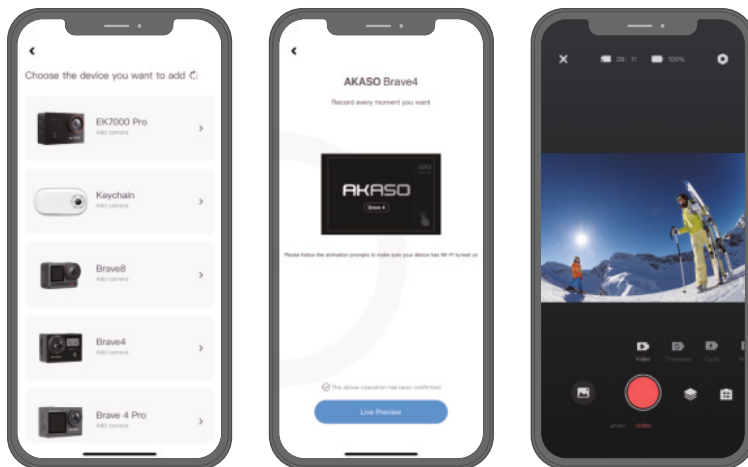 Choose the device you want to add
EK7000 Pro
Add camera
Keychain
Add camera
Brave8
Add camera
Brave4
Add camera
Brave 4 Pro
Add camera
AKASO Brave4
Record every moment you want
AKASO
Brave 4
Please follow the animation prompts to make sure your device has Wi-Fi turned on
The above operation has been confirmed
Live Preview
28: 11 100%
Video Timelapse Cycle
photo video